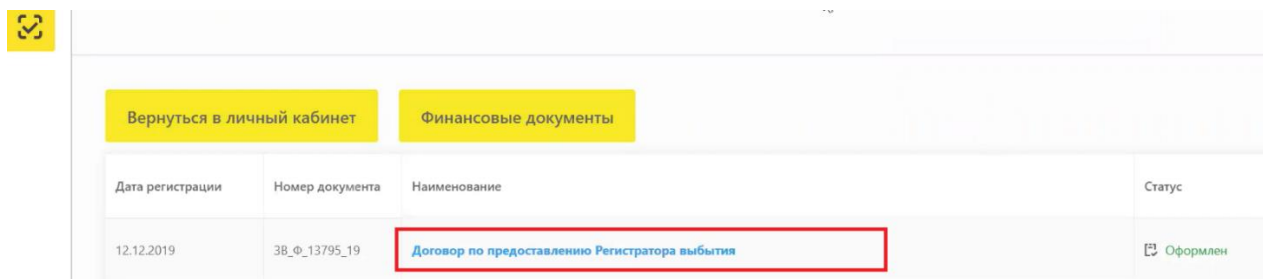 Вернуться в личный кабинет Финансовые документы
Дата регистрации Номер документа Наименование Статус
12.12.2019 ЗВ_Ф_13795_19 Договор по предоставлению Регистратора выбытия Оформлен